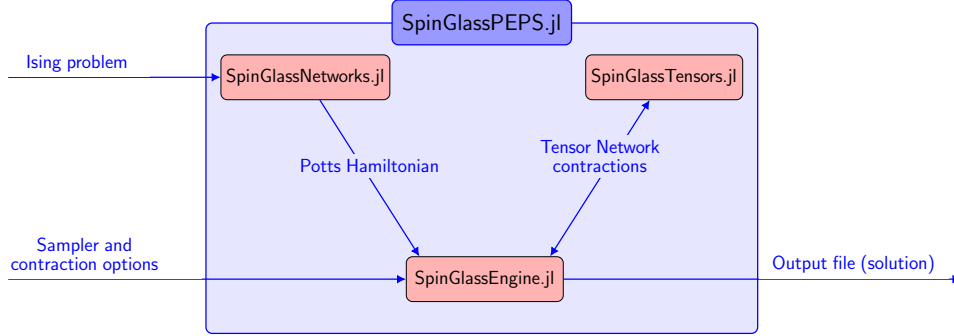 SpinGlassPEPS.jl
Ising problem
SpinGlassNetworks.jl
SpinGlassTensors.jl
Potts Hamiltonian
Tensor Network
contractions
Sampler and
contraction options
SpinGlassEngine.jl
Output file (solution)